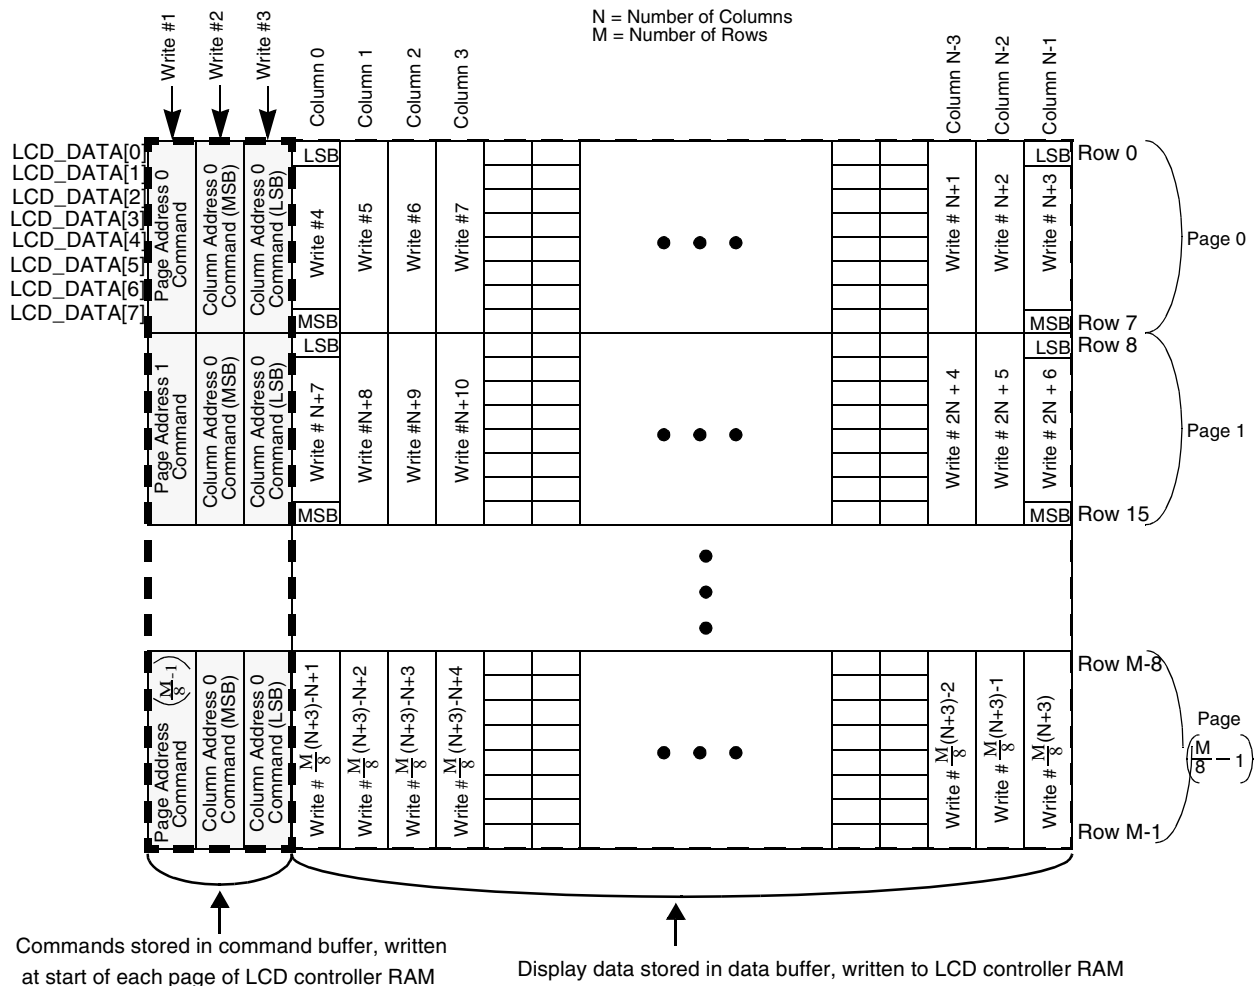 N = Number of Columns
M = Number of Rows
Write #1
Write #2
Write #3
Column 0
Column 1
Column 2
Column 3
Column N-3
Column N-2
Column N-1
LCD_DATA[0]
LCD_DATA[1]
LCD_DATA[2]
LCD_DATA[3]
LCD_DATA[4]
LCD_DATA[5]
LCD_DATA[6]
LCD_DATA[7]
Page Address 0
Command
Column Address 0
Command (MSB)
Column Address 0
Command (LSB)
LSB
Write #4
MSB
Write #5
Write #6
Write #7
Write # N+1
Write # N+2
LSB
Write # N+3
MSB
Row 0
Row 7
Page 0
Page Address 1
Command
Column Address 0
Command (MSB)
Column Address 0
Command (LSB)
LSB
Write # N+7
MSB
Write #N+8
Write #N+9
Write #N+10
Write # 2N + 4
Write # 2N + 5
LSB
Write # 2N + 6
MSB
Row 8
Row 15
Page 1
Page Address (M/8-1)
Command
Column Address 0
Command (MSB)
Column Address 0
Command (LSB)
Write # M/8(N+3)-N+1
Write # M/8(N+3)-N+2
Write # M/8(N+3)-N+3
Write # M/8(N+3)-N+4
Write # M/8(N+3)-2
Write # M/8(N+3)-1
Write # M/8(N+3)
Row M-8
Row M-1
Page
(M/8 - 1)
Commands stored in command buffer, written
at start of each page of LCD controller RAM
Display data stored in data buffer, written to LCD controller RAM